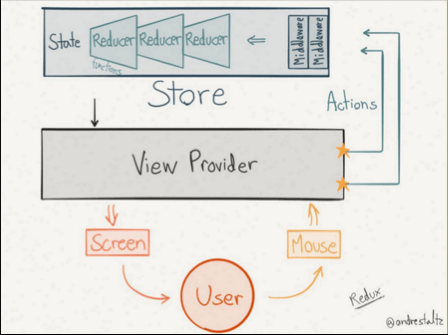 State
Reducer
Reducer
Reducer
functions
Middleware
Middleware
Store
Actions
View Provider
Screen
Mouse
User
Redux
@andrestaltz